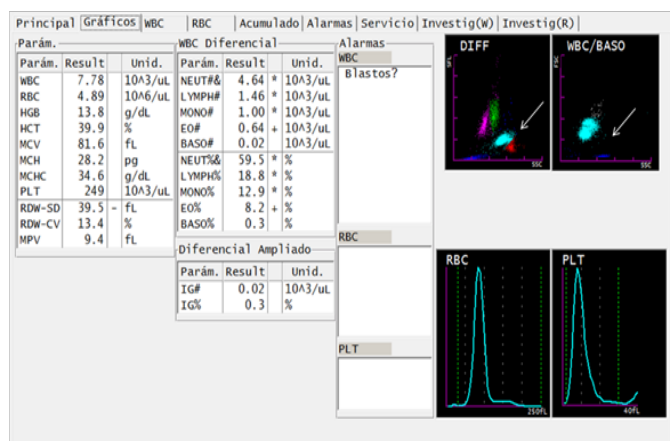 Principal Gráficos WBC RBC Acumulado Alarmas Servicio Investig(W) Investig(R)
Parám.
Parám. Result Unid.
WBC 7.78 10^3/uL
RBC 4.89 10^6/uL
HGB 13.8 g/dL
HCT 39.9 %
MCV 81.6 fL
MCH 28.2 pg
MCHC 34.6 g/dL
PLT 249 10^3/uL
RDW-SD 39.5 - fL
RDW-CV 13.4 %
MPV 9.4 fL
WBC Diferencial
Parám. Result Unid.
NEUT#& 4.64 * 10^3/uL
LYMPH# 1.46 * 10^3/uL
MONO# 1.00 * 10^3/uL
EO# 0.64 + 10^3/uL
BASO# 0.02 10^3/uL
NEUT%& 59.5 * %
LYMPH% 18.8 * %
MONO% 12.9 * %
EO% 8.2 + %
BASO% 0.3 %
Diferencial Ampliado
Parám. Result Unid.
IG# 0.02 10^3/uL
IG% 0.3 %
Alarmas
WBC
Blastos?
RBC
PLT
DIFF
SFL
SSC
WBC/BASO
FSC
SSC
RBC
250fL
PLT
40fL